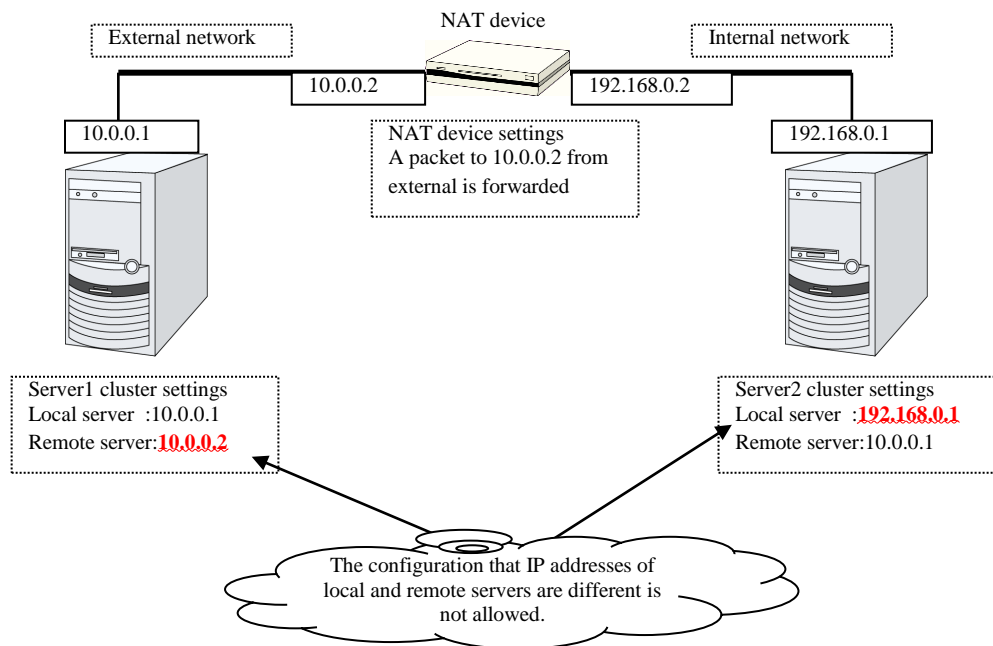 NAT device
External network
Internal network
10.0.0.2
192.168.0.2
10.0.0.1
192.168.0.1
NAT device settings
A packet to 10.0.0.2 from
external is forwarded
Server1 cluster settings
Local server :10.0.0.1
Remote server:10.0.0.2
Server2 cluster settings
Local server :192.168.0.1
Remote server:10.0.0.1
The configuration that IP addresses of
local and remote servers are different is
not allowed.